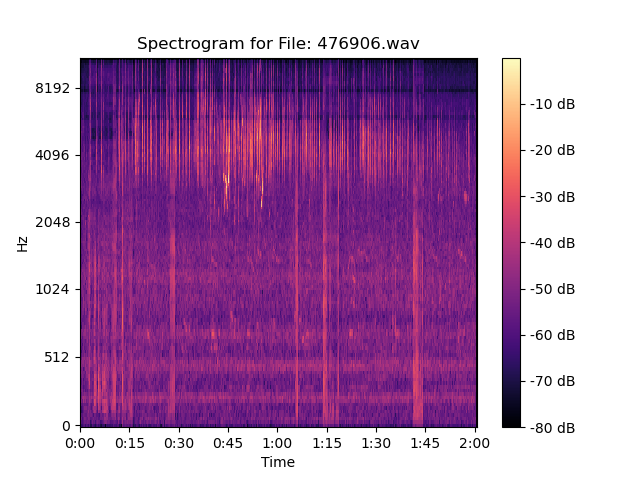 Spectrogram for File: 476906.wav
8192
4096
2048
1024
512
0
Hz
0:00 0:15 0:30 0:45 1:00 1:15 1:30 1:45 2:00
Time
-10 dB
-20 dB
-30 dB
-40 dB
-50 dB
-60 dB
-70 dB
-80 dB